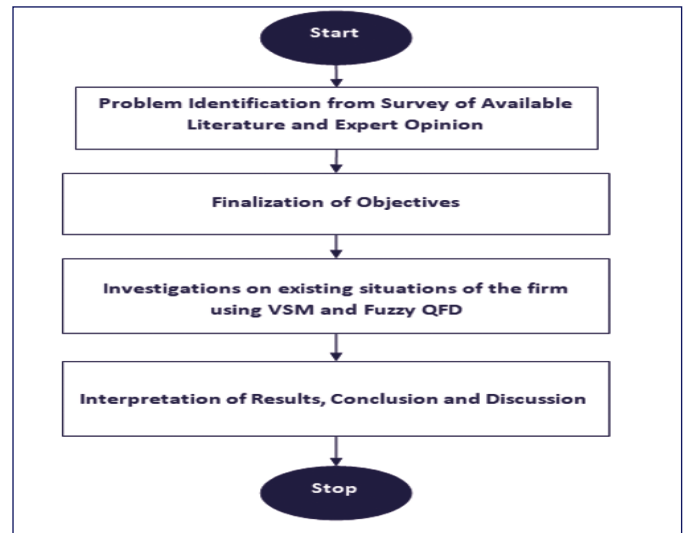 Start
Problem Identification from Survey of Available
Literature and Expert Opinion
Finalization of Objectives
Investigations on existing situations of the firm
using VSM and Fuzzy QFD
Interpretation of Results, Conclusion and Discussion
Stop